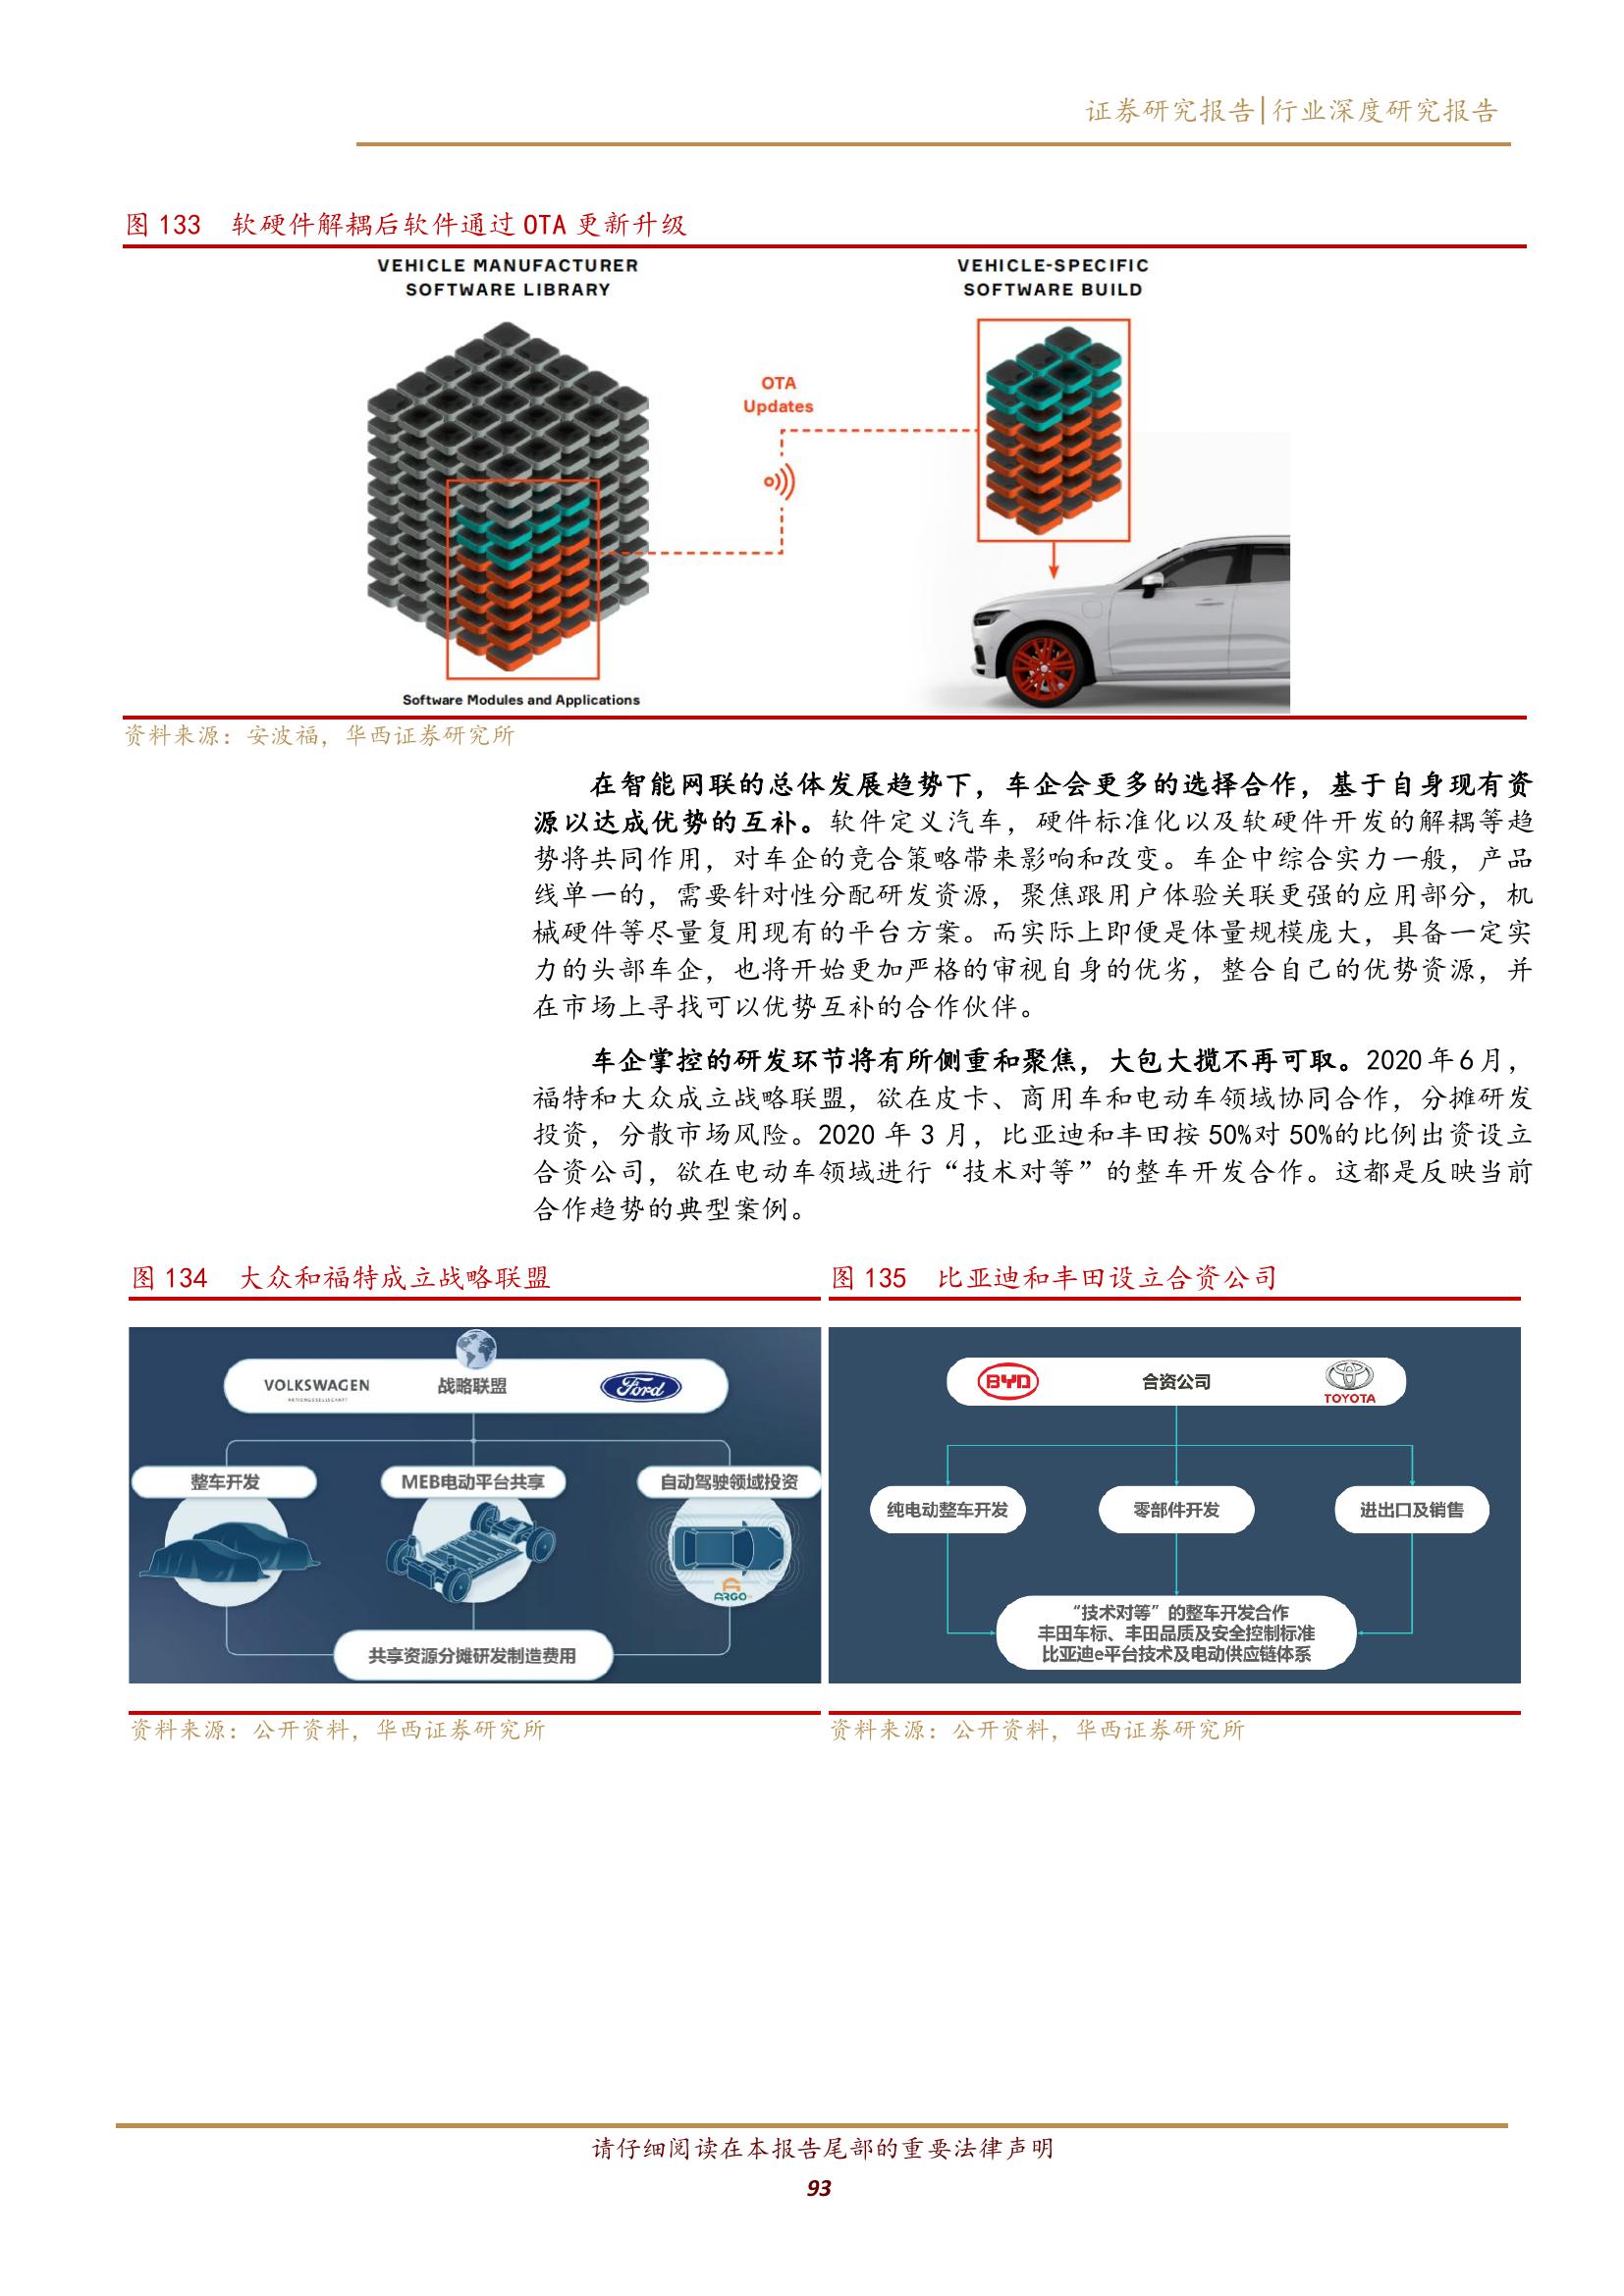 证券研究报告|行业深度研究报告
图 133 软硬件解耦后软件通过 OTA 更新升级
VEHICLE MANUFACTURER
SOFTWARE LIBRARY
VEHICLE-SPECIFIC
SOFTWARE BUILD
OTA
Updates
Software Modules and Applications
资料来源：安波福，华西证券研究所
在智能网联的总体发展趋势下，车企会更多的选择合作，基于自身现有资
源以达成优势的互补。软件定义汽车，硬件标准化以及软硬件开发的解耦等趋
势将共同作用，对车企的竞合策略带来影响和改变。车企中综合实力一般，产品
线单一的，需要针对性分配研发资源，聚焦跟用户体验关联更强的应用部分，机
械硬件等尽量复用现有的平台方案。而实际上即便是体量规模庞大，具备一定实
力的头部车企，也将开始更加严格的审视自身的优劣，整合自己的优势资源，并
在市场上寻找可以优势互补的合作伙伴。
车企掌控的研发环节将有所侧重和聚焦，大包大揽不再可取。2020 年 6 月，
福特和大众成立战略联盟，欲在皮卡、商用车和电动车领域协同合作，分摊研发
投资，分散市场风险。2020 年 3 月，比亚迪和丰田按 50%对 50%的比例出资设立
合资公司，欲在电动车领域进行“技术对等”的整车开发合作。这都是反映当前
合作趋势的典型案例。
图 134 大众和福特成立战略联盟
VOLKSWAGEN
AKTIENGESELLSCHAFT
战略联盟
Ford
整车开发
MEB电动平台共享
自动驾驶领域投资
ARGO
共享资源分摊研发制造费用
资料来源：公开资料，华西证券研究所
图 135 比亚迪和丰田设立合资公司
BYD
合资公司
TOYOTA
纯电动整车开发
零部件开发
进出口及销售
“技术对等”的整车开发合作
丰田车标、丰田品质及安全控制标准
比亚迪e平台技术及电动供应链体系
资料来源：公开资料，华西证券研究所
请仔细阅读在本报告尾部的重要法律声明
93